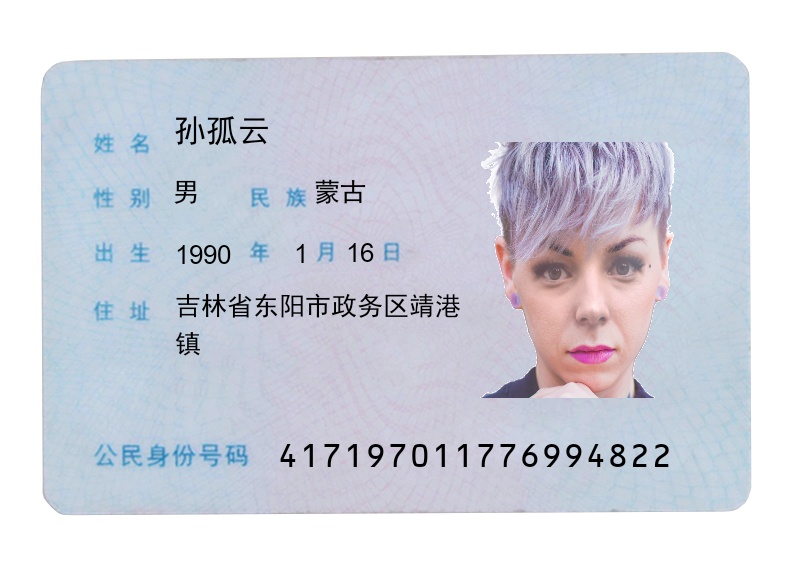 姓名 孙孤云
性别 男 民族 蒙古
出生 1990 年 1 月 16 日
住址 吉林省东阳市政务区靖港
镇
公民身份号码 417197011776994822